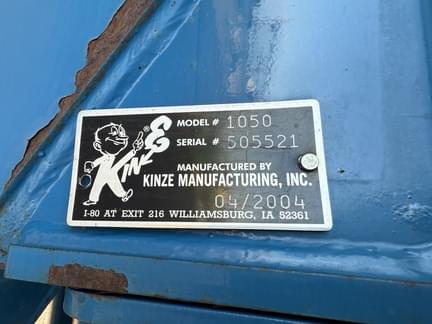 KINZE®
MODEL # 1050
SERIAL # 505521
MANUFACTURED BY
KINZE MANUFACTURING, INC.
04/2004
I-80 AT EXIT 216 WILLIAMSBURG, IA 52361